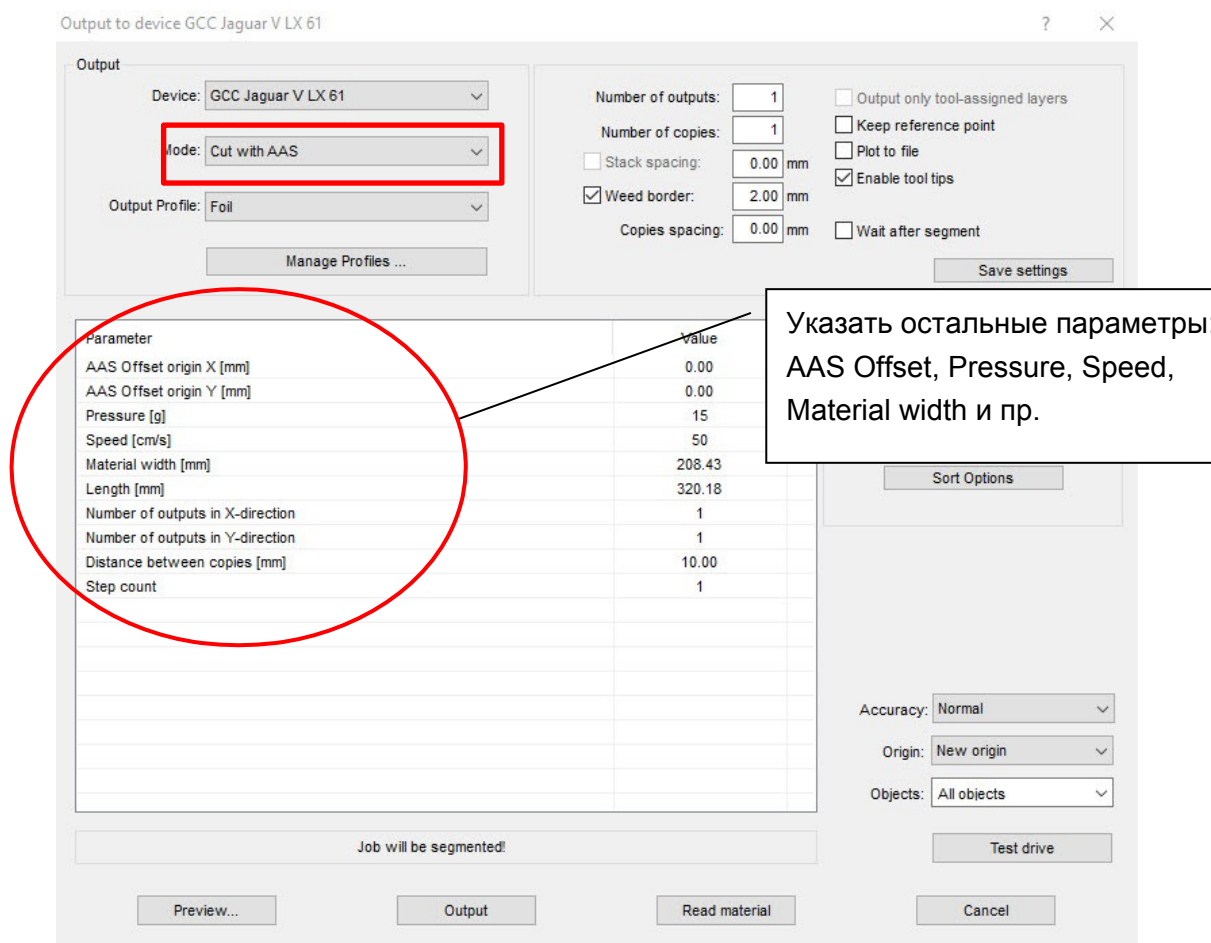 Output to device GCC Jaguar V LX 61 ?
Output
Device: GCC Jaguar V LX 61
Mode: Cut with AAS
Output Profile: Foil
Manage Profiles ...
Number of outputs: 1
Number of copies: 1
Stack spacing: 0.00 mm
Weed border: 2.00 mm
Copies spacing: 0.00 mm
Output only tool-assigned layers
Keep reference point
Plot to file
Enable tool tips
Wait after segment
Save settings
Parameter Value
AAS Offset origin X [mm] 0.00
AAS Offset origin Y [mm] 0.00
Pressure [g] 15
Speed [cm/s] 50
Material width [mm] 208.43
Length [mm] 320.18
Number of outputs in X-direction 1
Number of outputs in Y-direction 1
Distance between copies [mm] 10.00
Step count 1
Указать остальные параметры:
AAS Offset, Pressure, Speed,
Material width и пр.
Sort Options
Accuracy: Normal
Origin: New origin
Objects: All objects
Job will be segmented!
Test drive
Preview... Output Read material Cancel